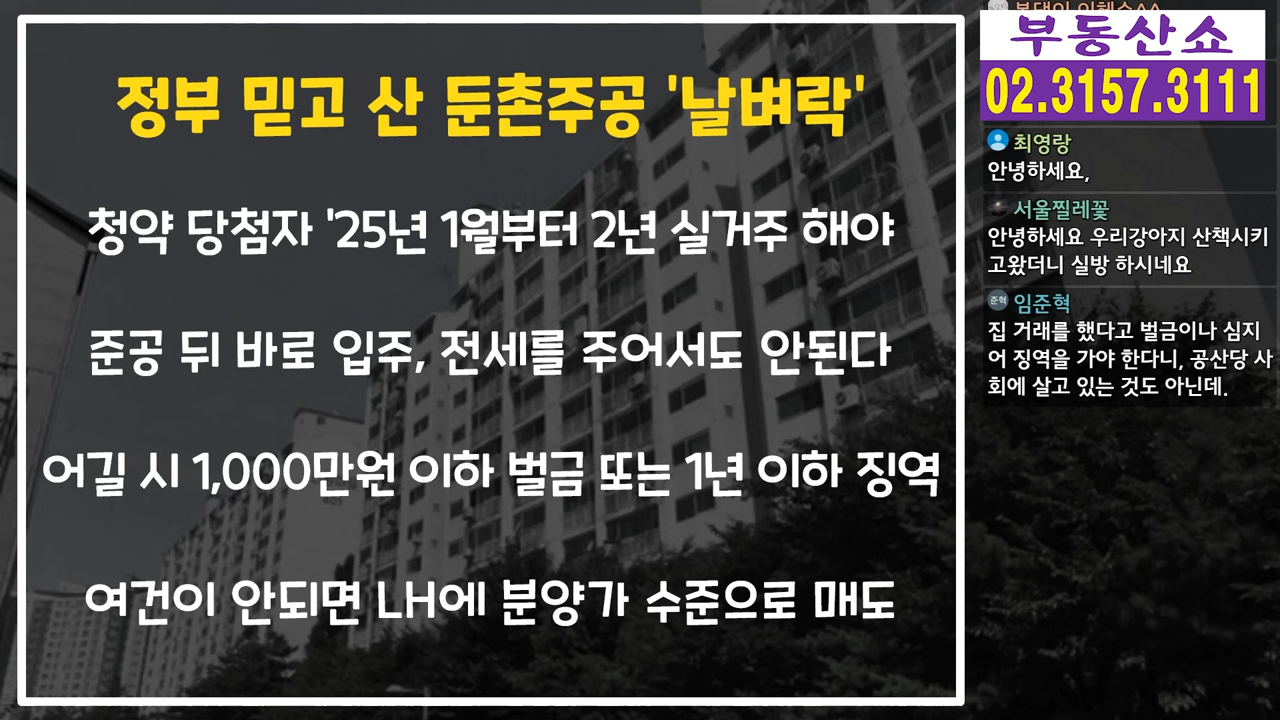 정부 믿고 산 둔촌주공 '날벼락'
청약 당첨자 '25년 1월부터 2년 실거주 해야
준공 뒤 바로 입주, 전세를 주어서도 안된다
어길 시 1,000만원 이하 벌금 또는 1년 이하 징역
여건이 안되면 LH에 분양가 수준으로 매도
부동산쇼
02.3157.3111
최영랑
안녕하세요,
서울찔레꽃
안녕하세요 우리강아지 산책시키
고왔더니 실방 하시네요
준혁 임준혁
집 거래를 했다고 벌금이나 심지
어 징역을 가야 한다니, 공산당 사
회에 살고 있는 것도 아닌데.